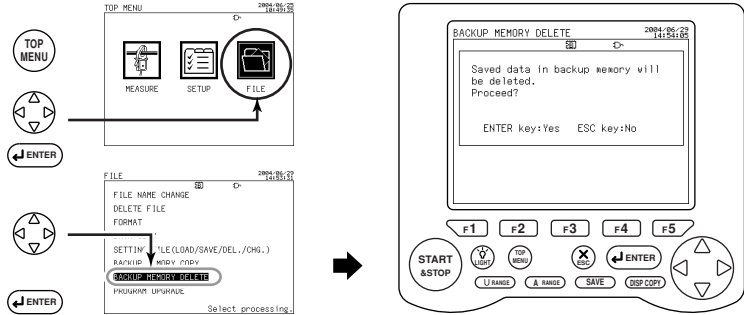 TOP MENU
2004/06/25
10:49:35
TOP
MENU
MEASURE
SETUP
FILE
ENTER
FILE
2004/06/29
14:53:31
FILE NAME CHANGE
DELETE FILE
FORMAT
SETTING (LOAD/SAVE/DEL./CHG.)
BACKUP COPY
BACKUP MEMORY DELETE
PROGRAM UPGRADE
Select processing.
ENTER
BACKUP MEMORY DELETE
2004/06/29
14:54:05
Saved data in backup memory will
be deleted.
Proceed?
ENTER key:Yes ESC key:No
F1 F2 F3 F4 F5
START
&STOP
LIGHT
TOP
MENU
ESC
ENTER
U RANGE
A RANGE
SAVE
DISP COPY